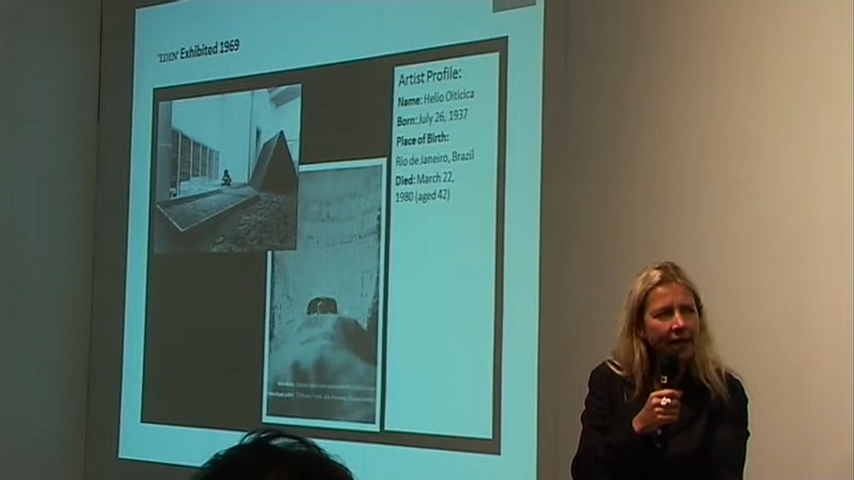 'EDEN' Exhibited 1969
Artist Profile:
Name: Helio Oiticica
Born: July 26, 1937
Place of Birth:
Rio de Janeiro, Brazil
Died: March 22,
1980 (aged 42)